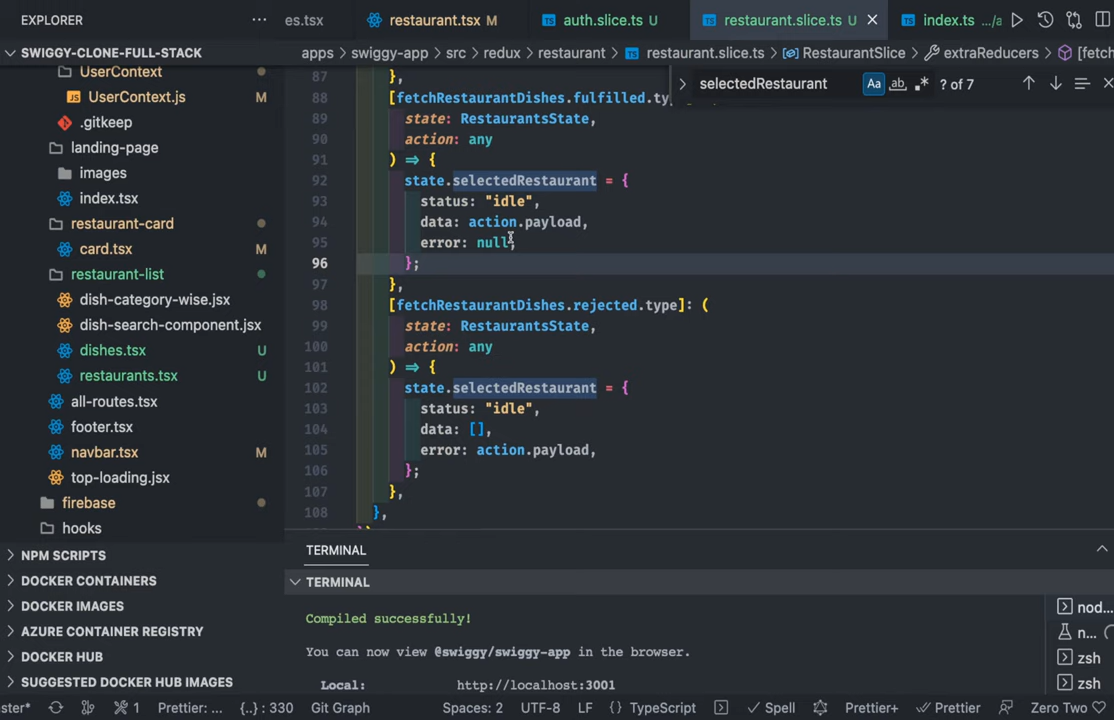 EXPLORER
···
es.tsx
restaurant.tsx M
auth.slice.ts U
restaurant.slice.ts U
index.ts …/a
SWIGGY-CLONE-FULL-STACK
apps > swiggy-app > src > redux > restaurant > restaurant.slice.ts > RestaurantSlice > extraReducers > [fetch
selectedRestaurant Aa ab ? of 7
UserContext
UserContext.js M
.gitkeep
landing-page
images
index.tsx
restaurant-card
card.tsx M
restaurant-list
dish-category-wise.jsx
dish-search-component.jsx
dishes.tsx U
restaurants.tsx U
all-routes.tsx
footer.tsx
navbar.tsx M
top-loading.jsx
firebase
hooks
NPM SCRIPTS
DOCKER CONTAINERS
DOCKER IMAGES
AZURE CONTAINER REGISTRY
DOCKER HUB
SUGGESTED DOCKER HUB IMAGES
87 },
88 [fetchRestaurantDishes.fulfilled.ty
89 state: RestaurantsState,
90 action: any
91 ) => {
92 state.selectedRestaurant = {
93 status: "idle",
94 data: action.payload,
95 error: null,
96 };
97 },
98 [fetchRestaurantDishes.rejected.type]: (
99 state: RestaurantsState,
100 action: any
101 ) => {
102 state.selectedRestaurant = {
103 status: "idle",
104 data: [],
105 error: action.payload,
106 };
107 },
108 },
TERMINAL
TERMINAL
Compiled successfully!
You can now view @swiggy/swiggy-app in the browser.
Local: http://localhost:3001
nod...
n...
zsh
zsh
ster* 1 Prettier: ... {..} : 330 Git Graph Spaces: 2 UTF-8 LF {} TypeScript Spell Prettier+ Prettier Zero Two